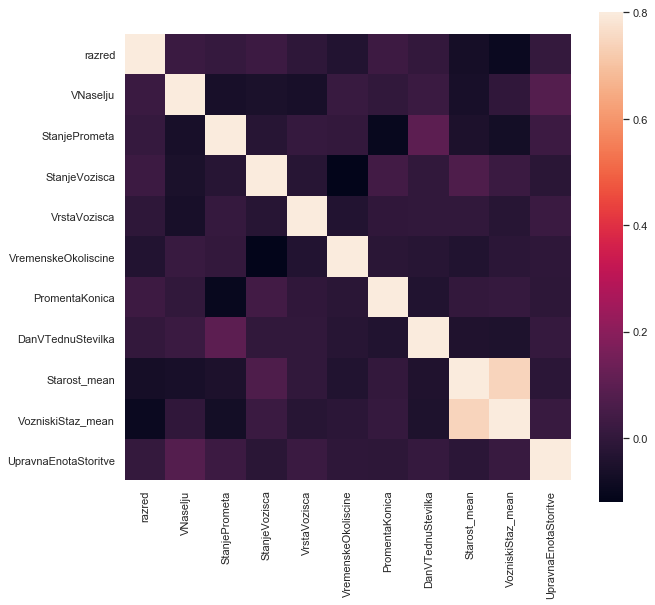 razred
VNaselju
StanjePrometa
StanjeVozisca
VrstaVozisca
VremenskeOkoliscine
PromentaKonica
DanVTednuStevilka
Starost_mean
VozniskiStaz_mean
UpravnaEnotaStoritve
razred
VNaselju
StanjePrometa
StanjeVozisca
VrstaVozisca
VremenskeOkoliscine
PromentaKonica
DanVTednuStevilka
Starost_mean
VozniskiStaz_mean
UpravnaEnotaStoritve
0.8
0.6
0.4
0.2
0.0